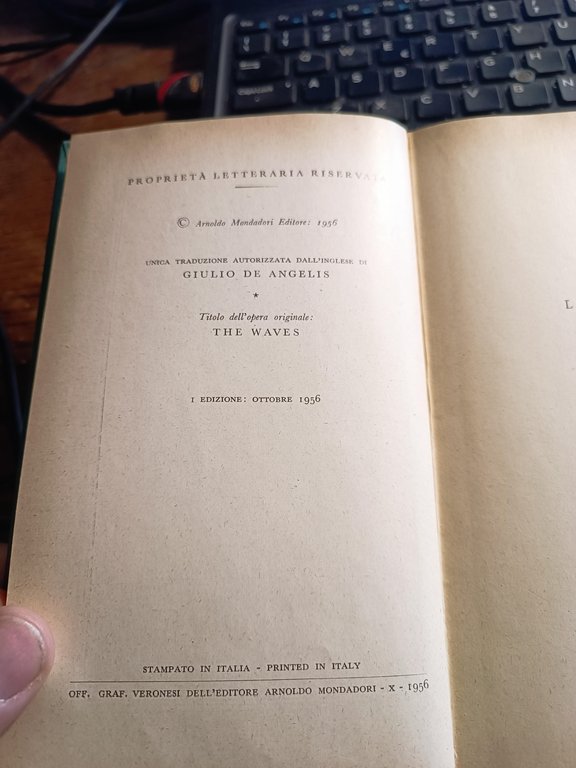 PROPRIETÀ LETTERARIA RISERVATA
© Arnoldo Mondadori Editore: 1956
UNICA TRADUZIONE AUTORIZZATA DALL'INGLESE DI
GIULIO DE ANGELIS
★
Titolo dell'opera originale:
THE WAVES
I EDIZIONE: OTTOBRE 1956
STAMPATO IN ITALIA - PRINTED IN ITALY
OFF. GRAF. VERONESI DELL'EDITORE ARNOLDO MONDADORI - X - 1956
L